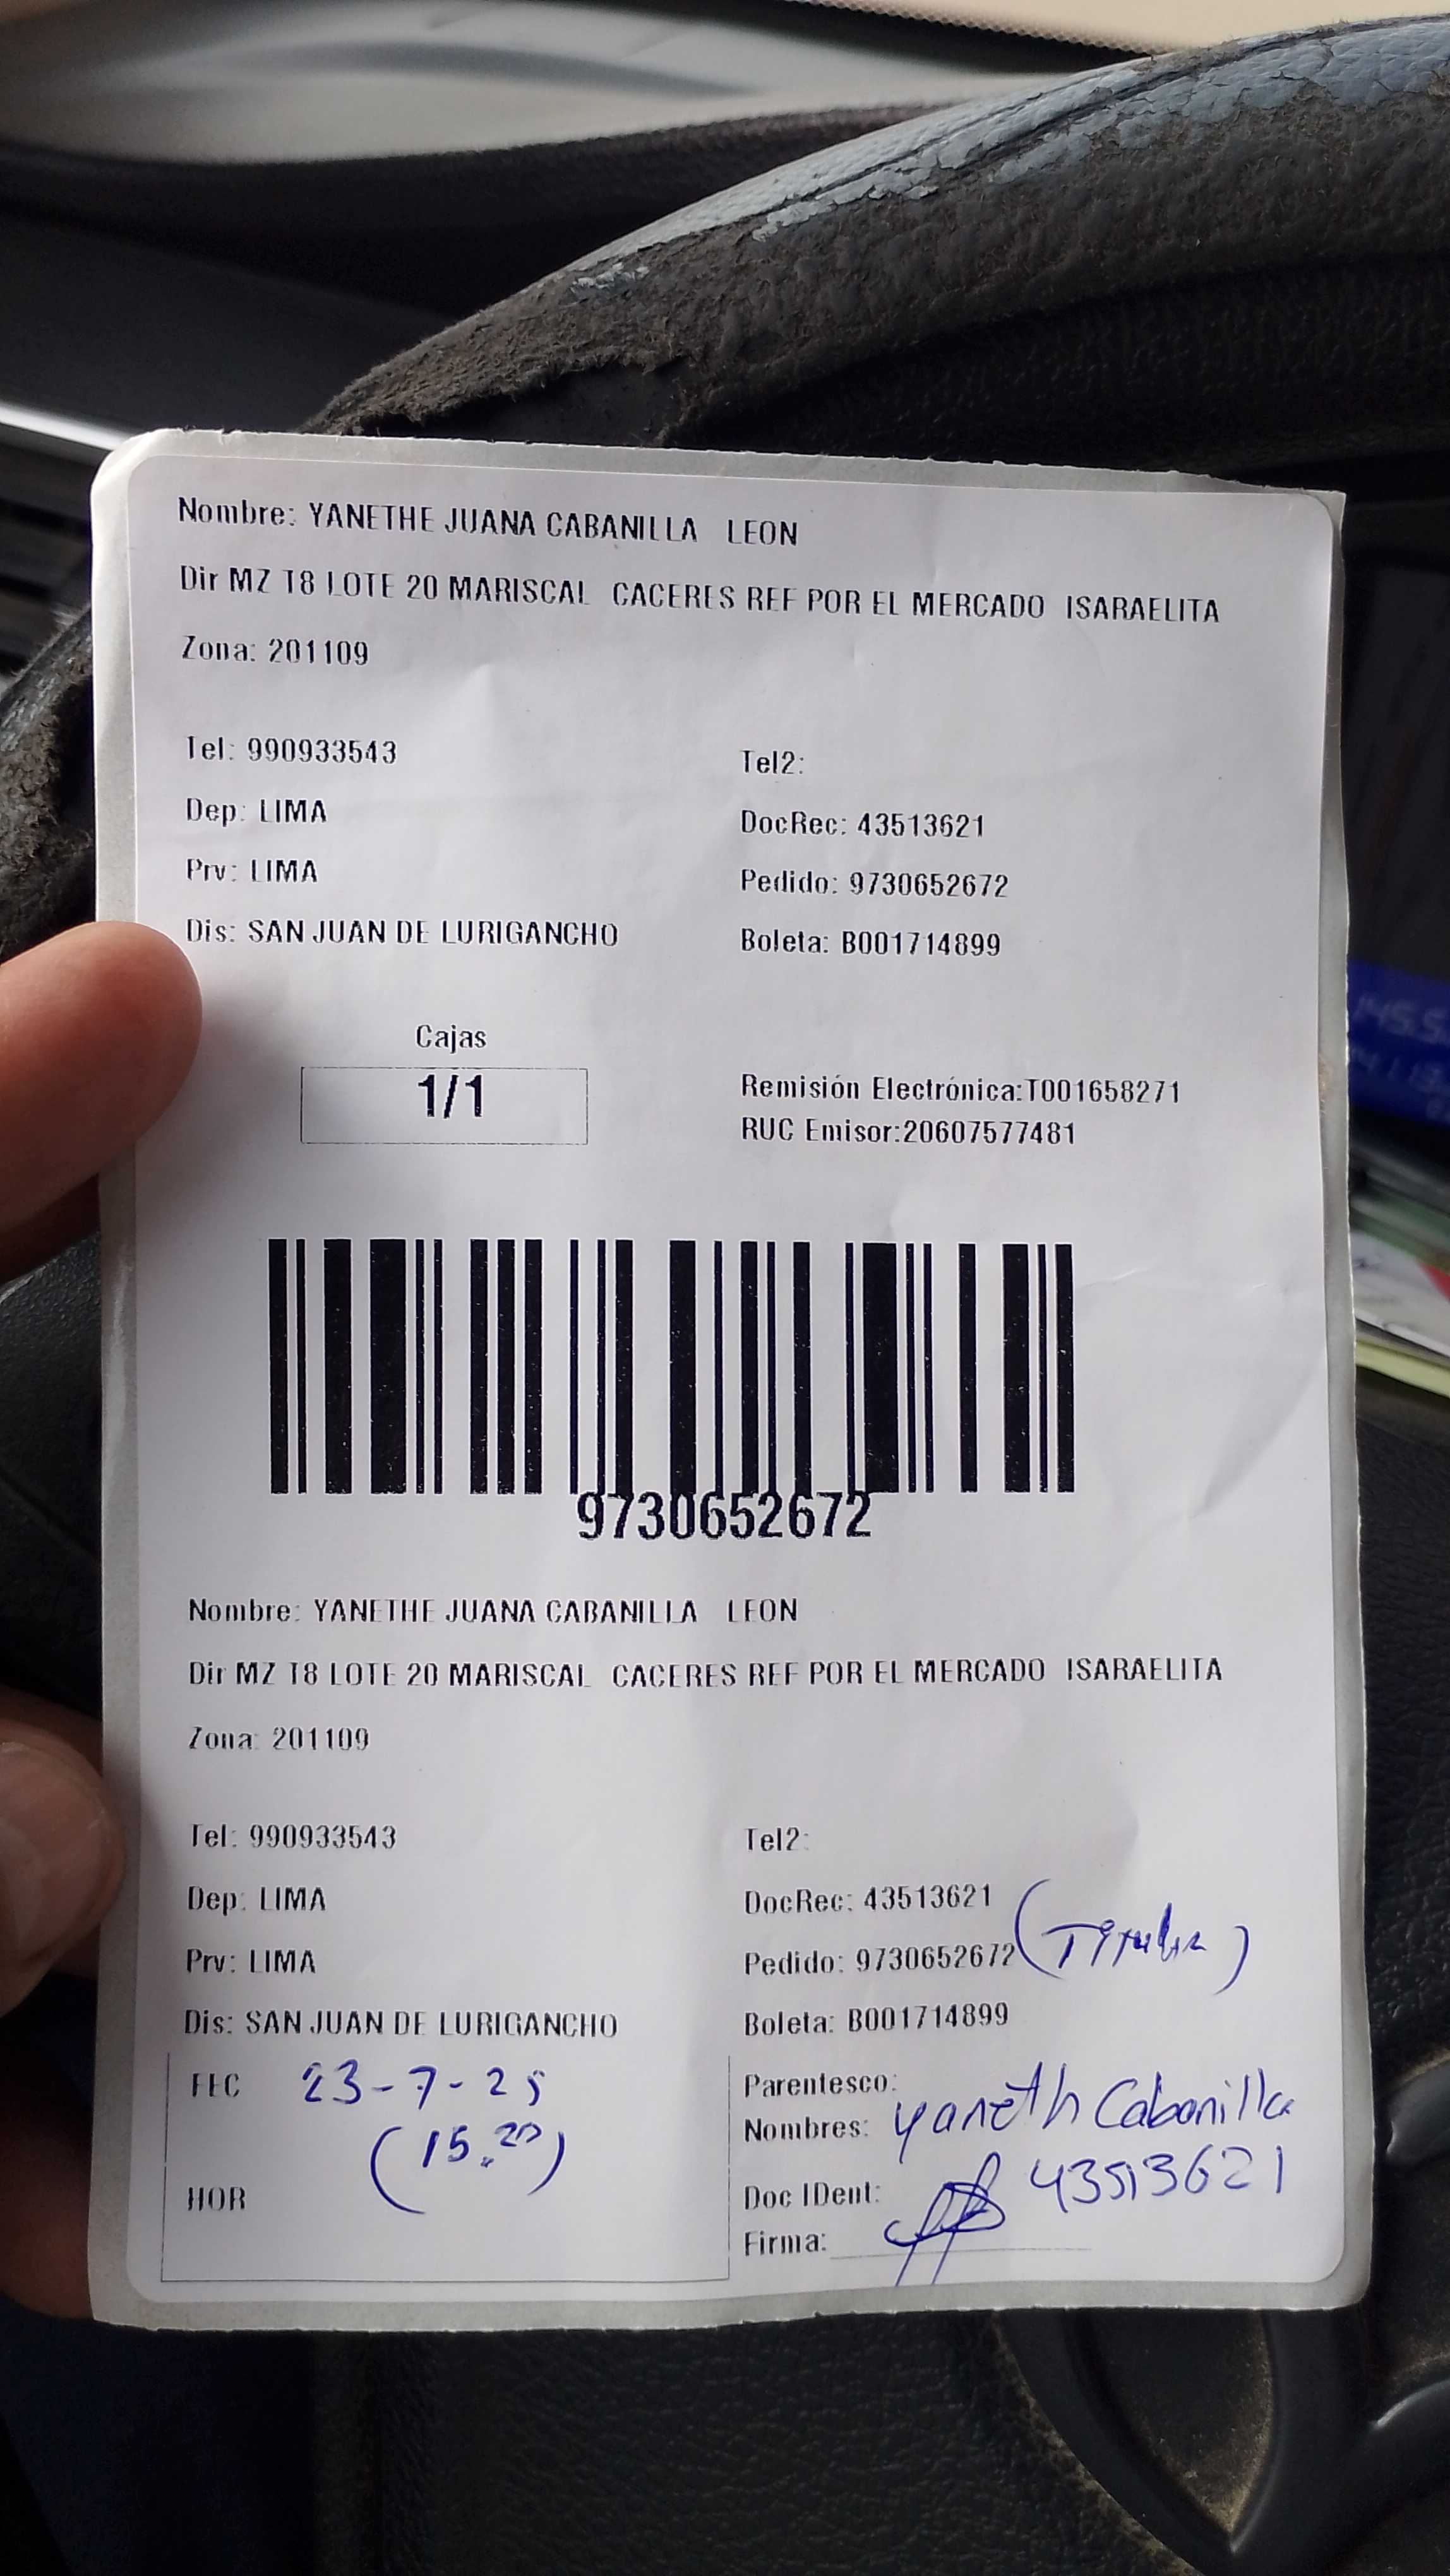 Nombre: YANETHE JUANA CABANILLA LEON
Dir MZ T8 LOTE 20 MARISCAL CACERES REF POR EL MERCADO ISARAELITA
Zona: 201109
Tel: 990933543 Tel2:
Dep: LIMA DocRec: 43513621
Prv: LIMA Pedido: 9730652672
Dis: SAN JUAN DE LURIGANCHO Boleta: B001714899
Cajas
1/1
Remisión Electrónica:T001658271
RUC Emisor:20607577481
9730652672
Nombre: YANETHE JUANA CABANILLA LEON
Dir MZ T8 LOTE 20 MARISCAL CACERES REF POR EL MERCADO ISARAELITA
Zona: 201109
Tel: 990933543 Tel2:
Dep: LIMA DocRec: 43513621
Prv: LIMA Pedido: 9730652672 (Titular)
Dis: SAN JUAN DE LURIGANCHO Boleta: B001714899
FEC 23-7-25
(15.20)
HOR
Parentesco:
Nombres: Yaneth Cabanilla
Doc IDent: 43513621
Firma: